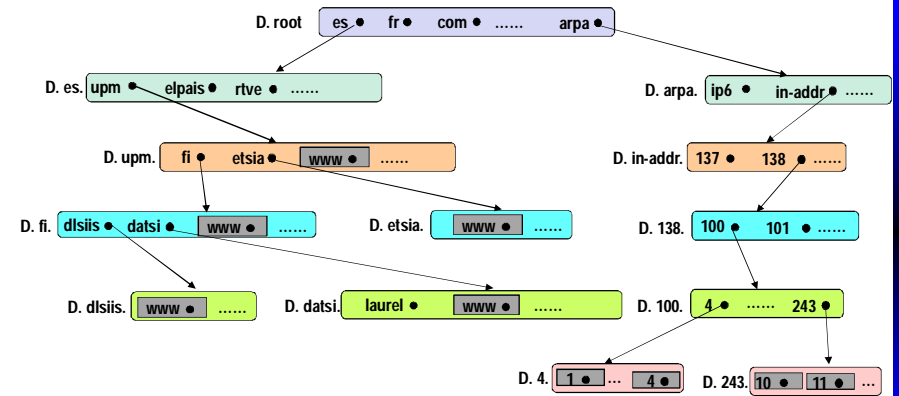 D. root es fr com ...... arpa
D. es. upm elpais rtve ......
D. arpa. ip6 in-addr ......
D. upm. fi etsia www ......
D. in-addr. 137 138 ......
D. fi. dlsiis datsi www ......
D. etsia. www ......
D. 138. 100 101 ......
D. dlsiis. www ......
D. datsi. laurel www ......
D. 100. 4 ...... 243
D. 4. 1 ... 4
D. 243. 10 11 ...